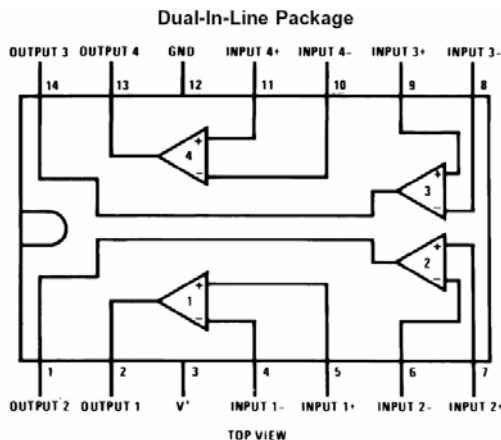 Dual-In-Line Package
OUTPUT 3 OUTPUT 4 GND INPUT 4+ INPUT 4– INPUT 3+ INPUT 3–
14 13 12 11 10 9 8
+
4
–
+
3
–
+
2
–
+
1
–
1 2 3 4 5 6 7
OUTPUT 2 OUTPUT 1 V+ INPUT 1– INPUT 1+ INPUT 2– INPUT 2+
TOP VIEW